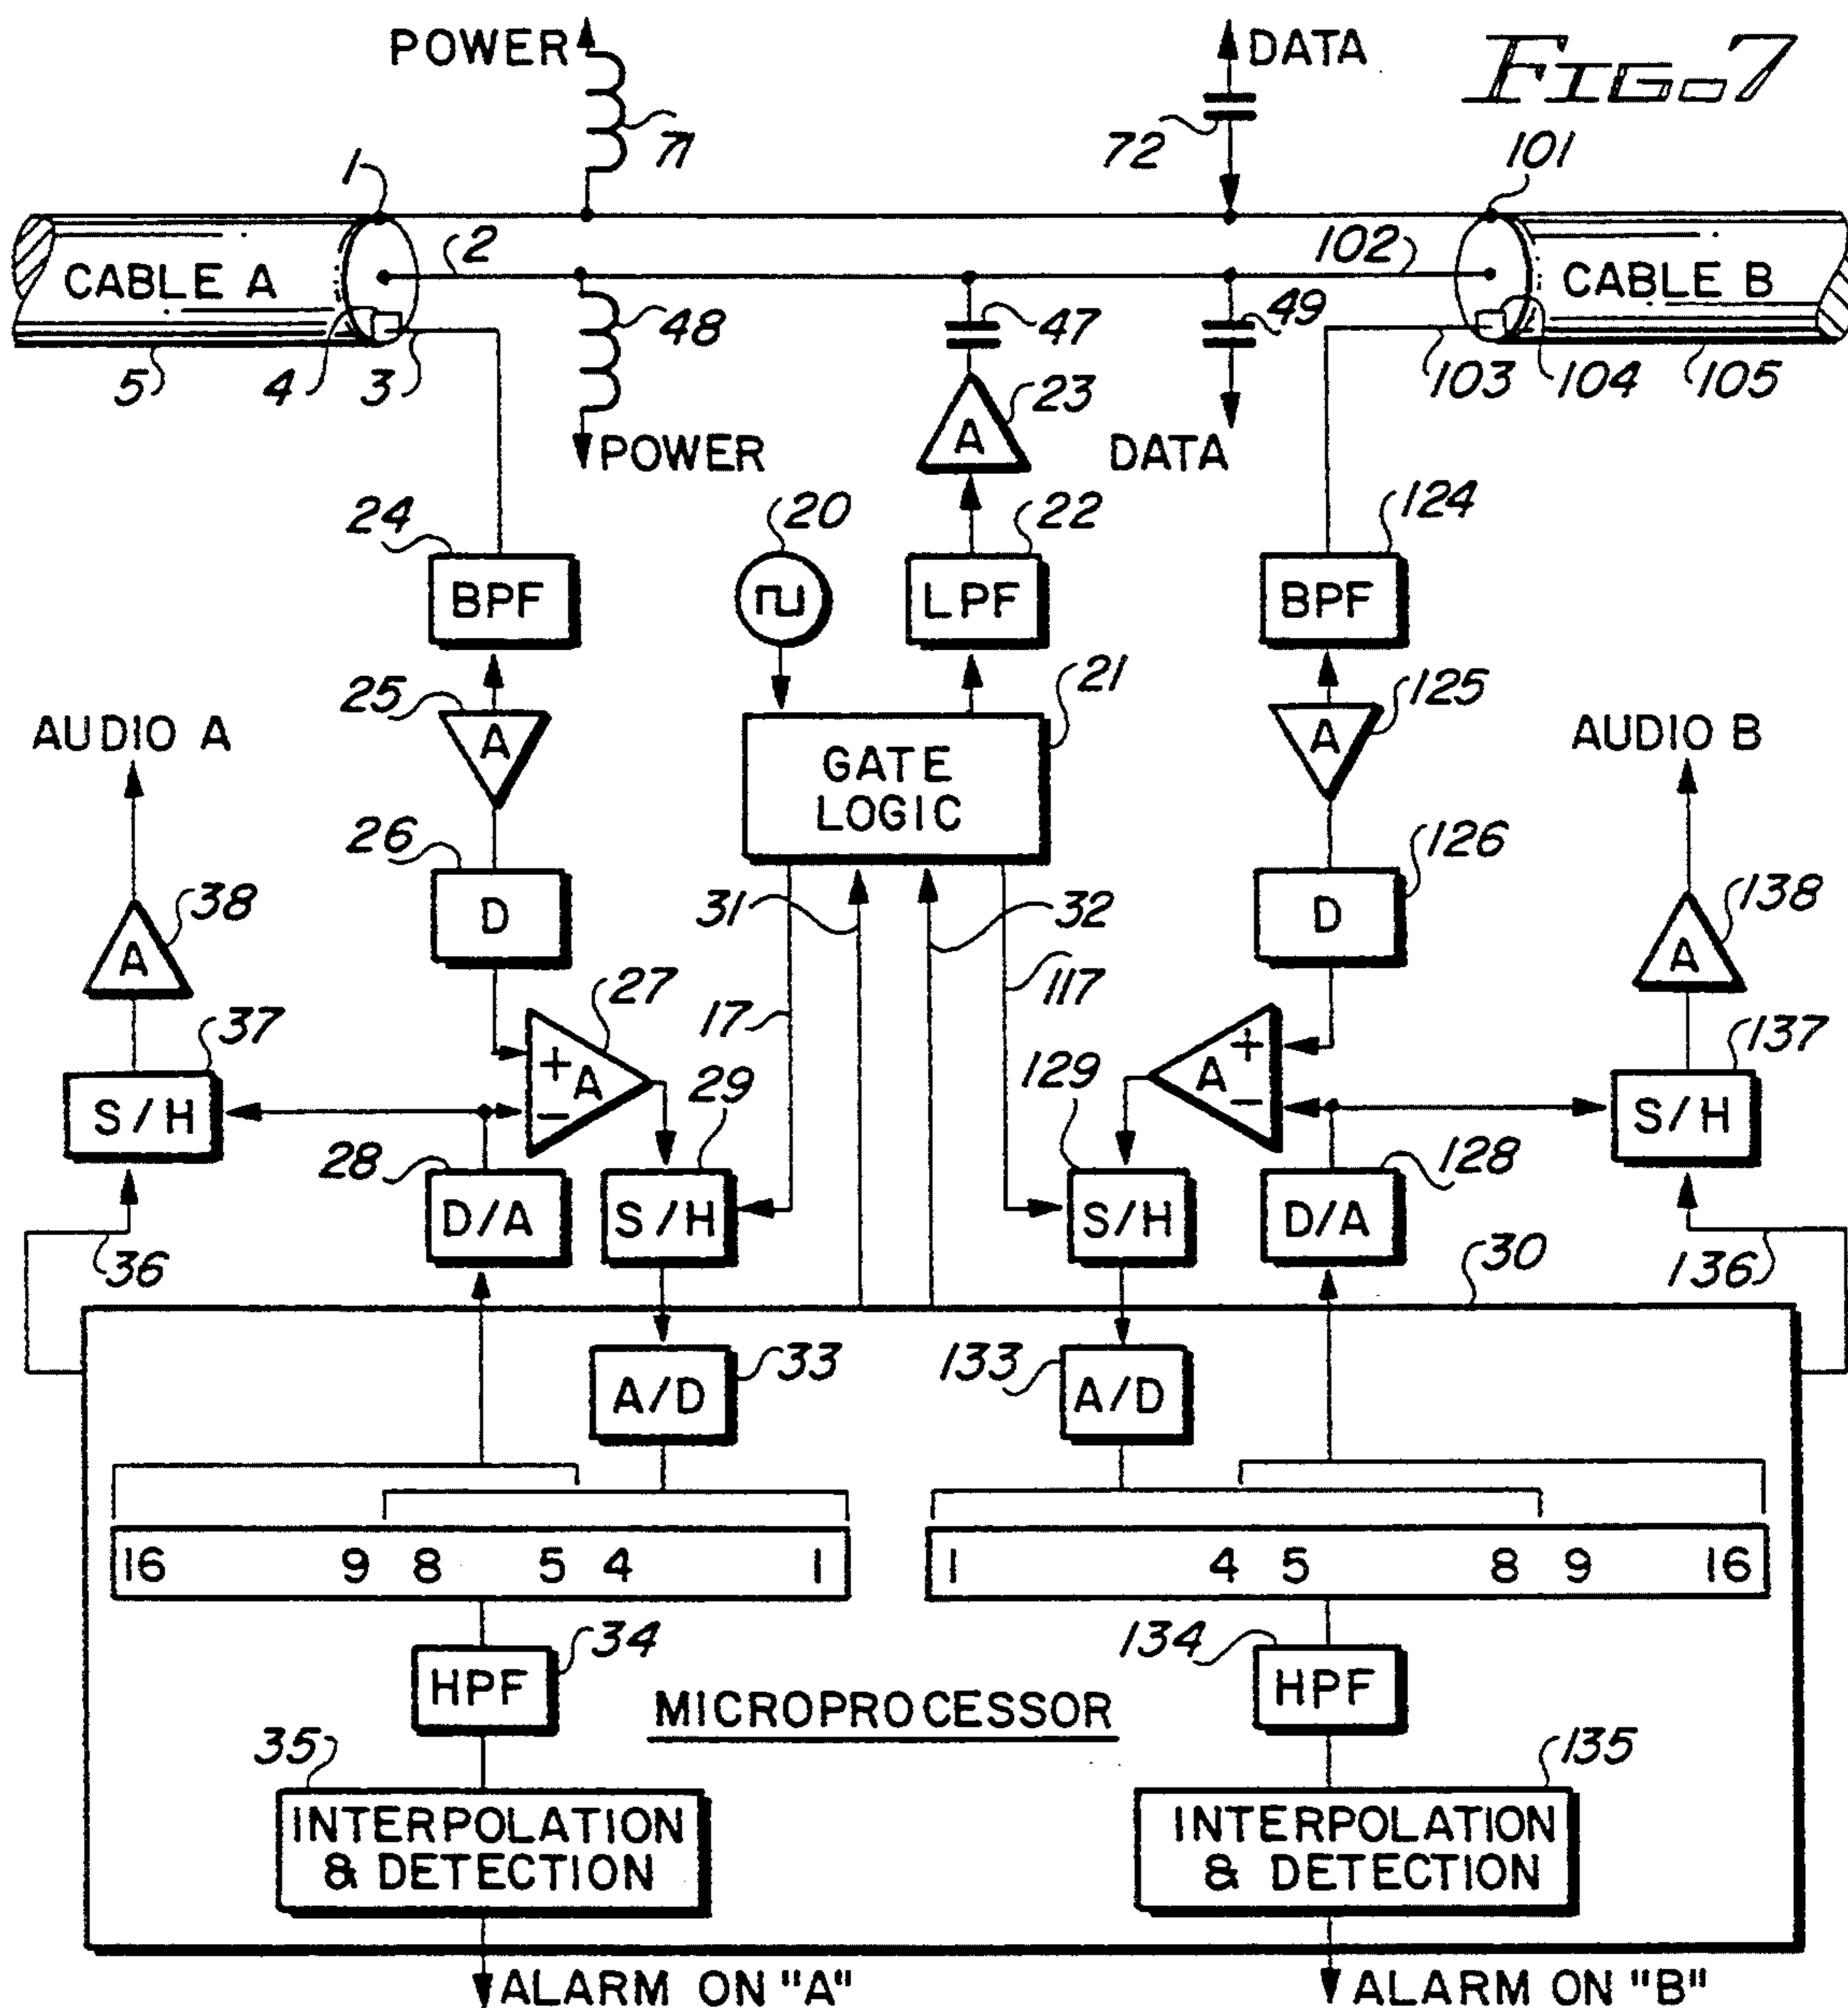 POWER
DATA
FIG. 7
71
72
1
101
2
102
CABLE A
CABLE B
48
47
49
5
4
3
103
104
105
23
A
POWER
DATA
24
20
22
124
BPF
LPF
BPF
25
21
125
A
A
AUDIO A
AUDIO B
GATE
LOGIC
26
126
D
D
31
32
38
138
A
A
27
17
117
37
137
+
-
A
29
129
A
+
-
S/H
S/H
28
128
D/A
S/H
S/H
D/A
36
136
30
33
133
A/D
A/D
16 9 8 5 4 1
1 4 5 8 9 16
34
134
HPF
HPF
MICROPROCESSOR
35
135
INTERPOLATION
& DETECTION
INTERPOLATION
& DETECTION
ALARM ON "A"
ALARM ON "B"